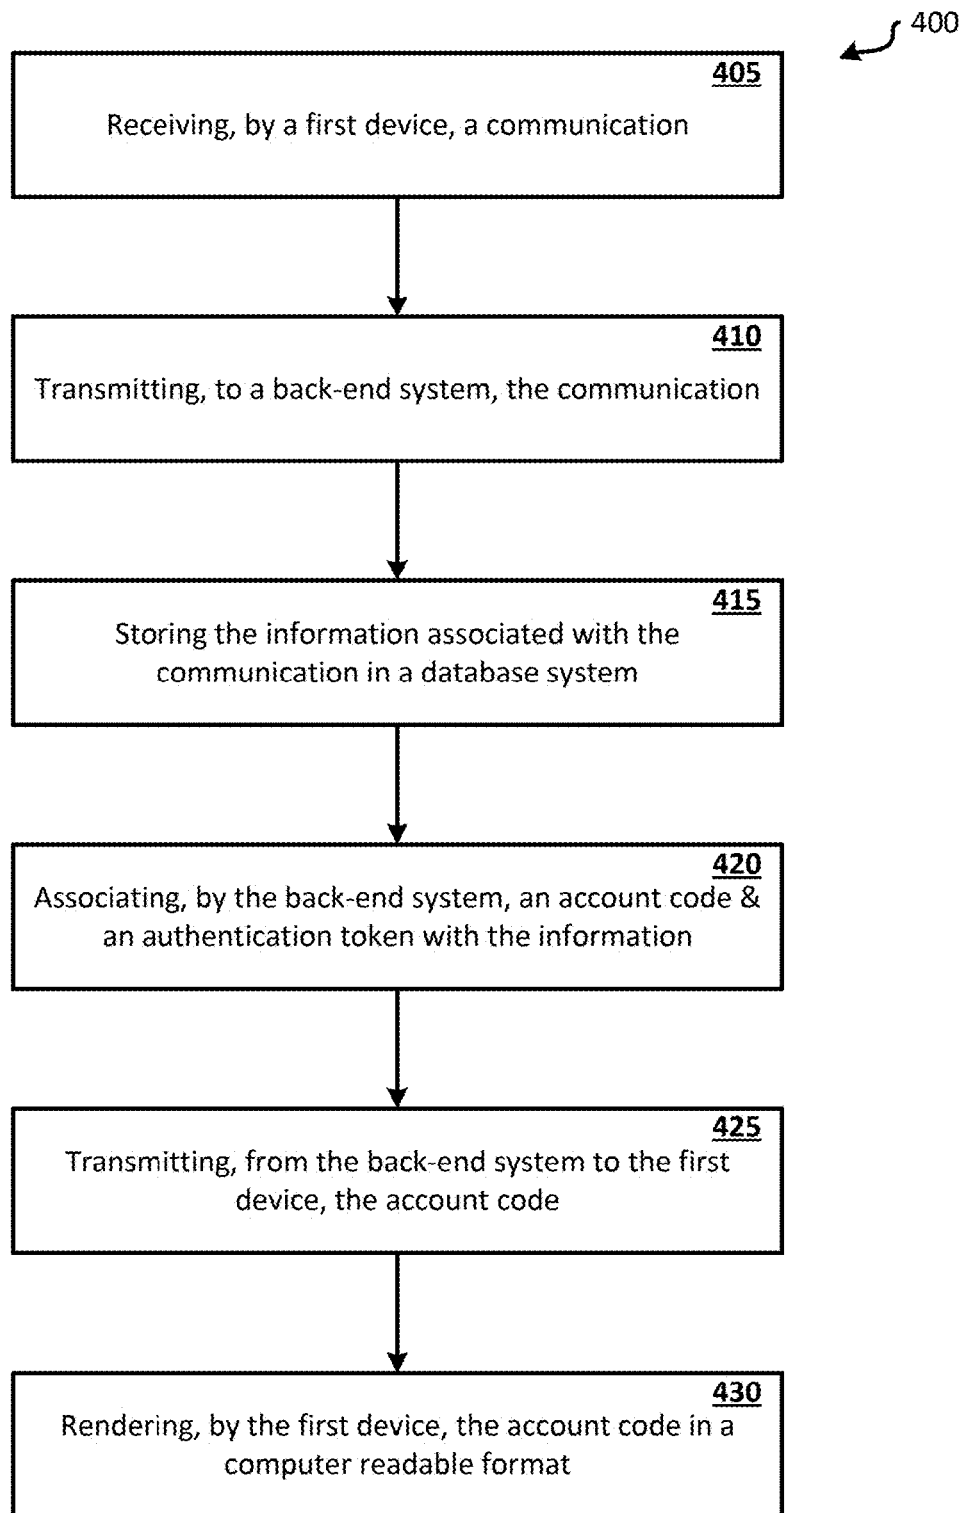 400
405
Receiving, by a first device, a communication
410
Transmitting, to a back-end system, the communication
415
Storing the information associated with the
communication in a database system
420
Associating, by the back-end system, an account code &
an authentication token with the information
425
Transmitting, from the back-end system to the first
device, the account code
430
Rendering, by the first device, the account code in a
computer readable format